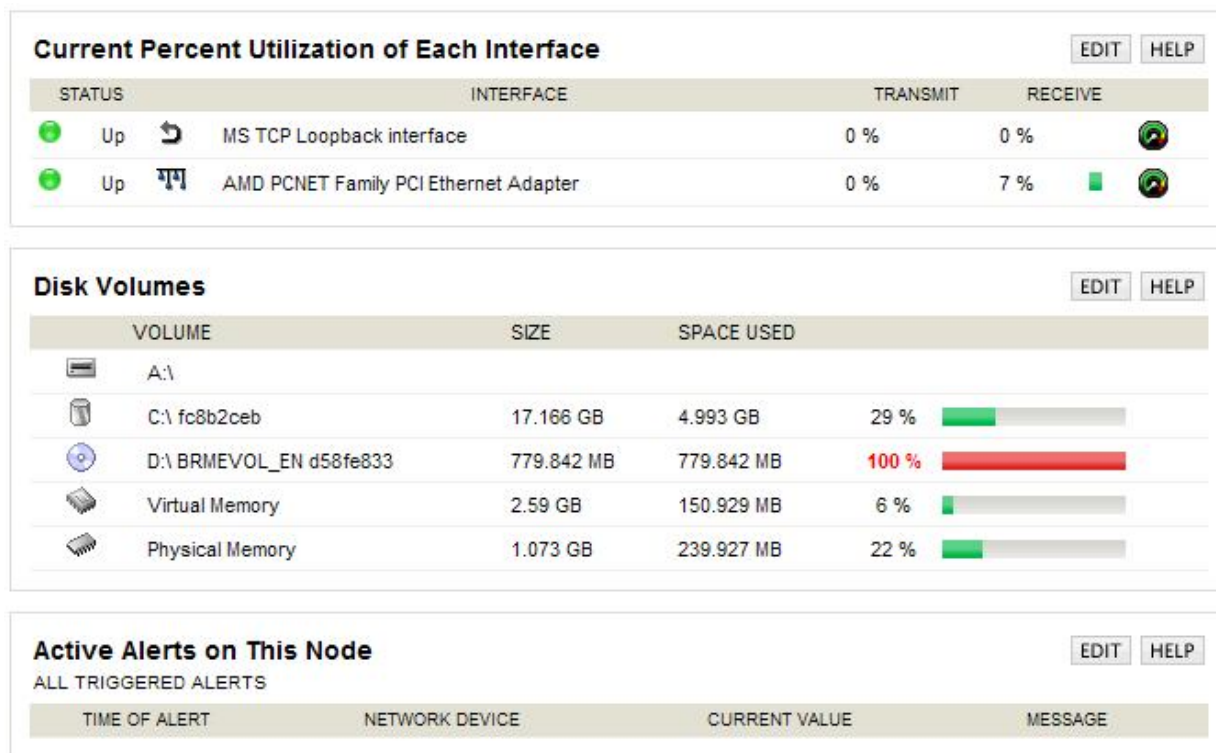 Current Percent Utilization of Each Interface EDIT HELP
STATUS INTERFACE TRANSMIT RECEIVE
Up MS TCP Loopback interface 0 % 0 %
Up AMD PCNET Family PCI Ethernet Adapter 0 % 7 %
Disk Volumes EDIT HELP
VOLUME SIZE SPACE USED
A:\
C:\ fc8b2ceb 17.166 GB 4.993 GB 29 %
D:\ BRMEVOL_EN d58fe833 779.842 MB 779.842 MB 100 %
Virtual Memory 2.59 GB 150.929 MB 6 %
Physical Memory 1.073 GB 239.927 MB 22 %
Active Alerts on This Node EDIT HELP
ALL TRIGGERED ALERTS
TIME OF ALERT NETWORK DEVICE CURRENT VALUE MESSAGE